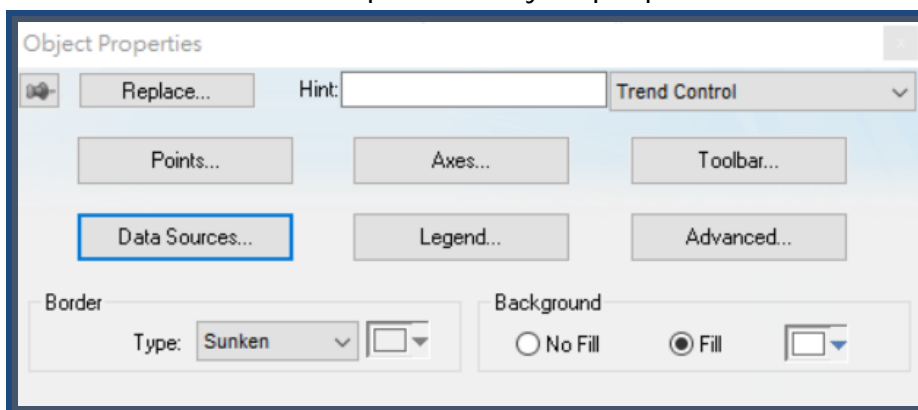 Object Properties
Replace... Hint: Trend Control
Points... Axes... Toolbar...
Data Sources... Legend... Advanced...
Border Background
Type: Sunken No Fill Fill